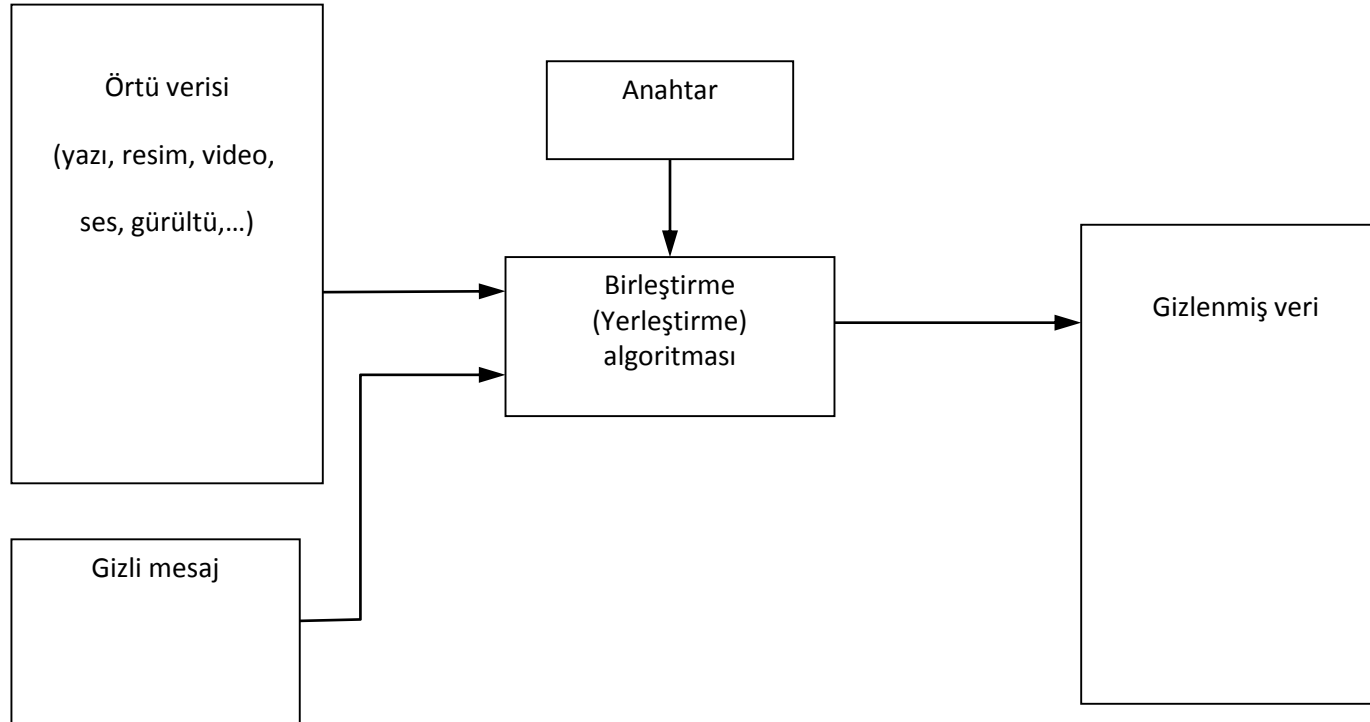 Örtü verisi
(yazı, resim, video,
ses, gürültü,...)
Anahtar
Birleştirme
(Yerleştirme)
algoritması
Gizlenmiş veri
Gizli mesaj